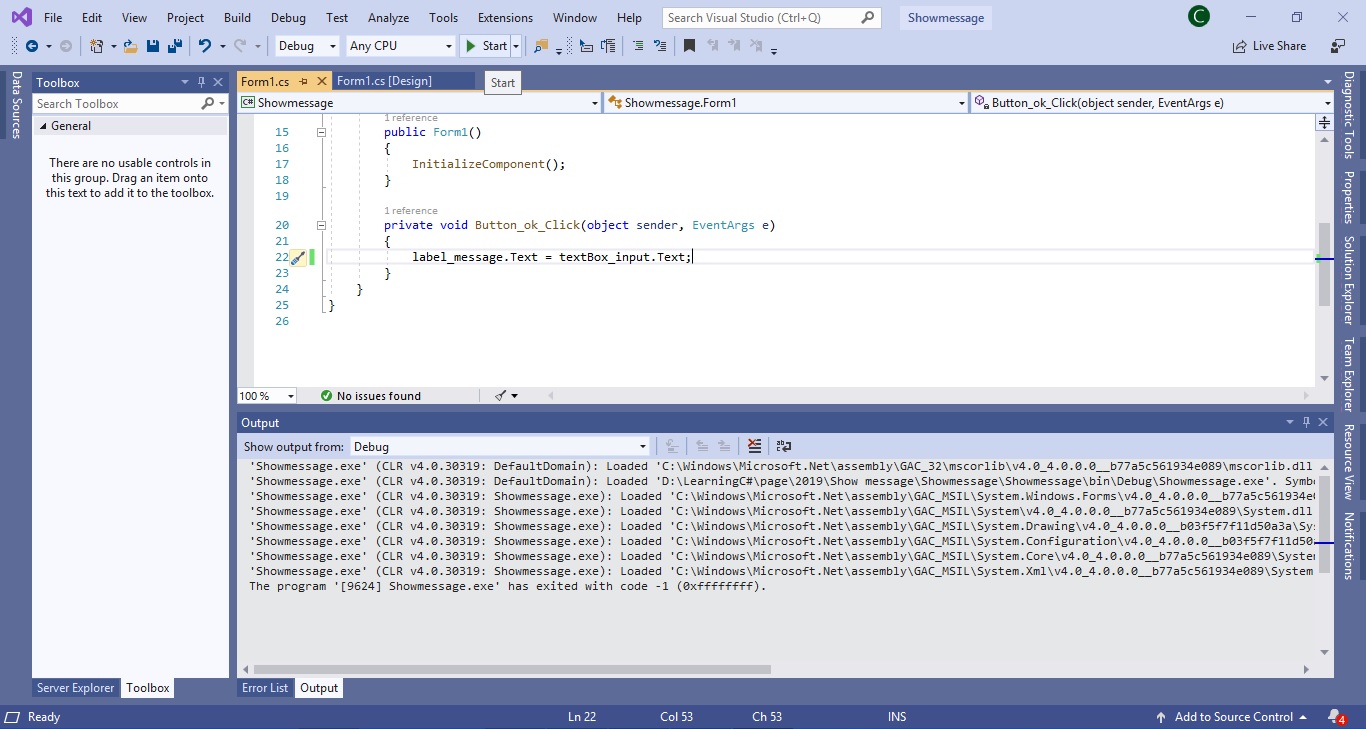 File Edit View Project Build Debug Test Analyze Tools Extensions Window Help Search Visual Studio (Ctrl+Q) Showmessage C
Debug Any CPU Start Live Share
Data Sources
Toolbox
Search Toolbox
General
There are no usable controls in
this group. Drag an item onto
this text to add it to the toolbox.
Server Explorer Toolbox
Form1.cs Form1.cs [Design]
Start
C# Showmessage Showmessage.Form1 Button_ok_Click(object sender, EventArgs e)
1 reference
15 public Form1()
16 {
17 InitializeComponent();
18 }
19
1 reference
20 private void Button_ok_Click(object sender, EventArgs e)
21 {
22 label_message.Text = textBox_input.Text;
23 }
24 }
25 }
26
100 % No issues found
Output
Show output from: Debug
'Showmessage.exe' (CLR v4.0.30319: DefaultDomain): Loaded 'C:\Windows\Microsoft.Net\assembly\GAC_32\mscorlib\v4.0_4.0.0.0__b77a5c561934e089\mscorlib.dll
'Showmessage.exe' (CLR v4.0.30319: DefaultDomain): Loaded 'D:\LearningC#\page\2019\Show message\Showmessage\Showmessage\bin\Debug\Showmessage.exe'. Symb
'Showmessage.exe' (CLR v4.0.30319: Showmessage.exe): Loaded 'C:\Windows\Microsoft.Net\assembly\GAC_MSIL\System.Windows.Forms\v4.0_4.0.0.0__b77a5c561934e
'Showmessage.exe' (CLR v4.0.30319: Showmessage.exe): Loaded 'C:\Windows\Microsoft.Net\assembly\GAC_MSIL\System\v4.0_4.0.0.0__b77a5c561934e089\System.dll
'Showmessage.exe' (CLR v4.0.30319: Showmessage.exe): Loaded 'C:\Windows\Microsoft.Net\assembly\GAC_MSIL\System.Drawing\v4.0_4.0.0.0__b03f5f7f11d50a3a\Sys
'Showmessage.exe' (CLR v4.0.30319: Showmessage.exe): Loaded 'C:\Windows\Microsoft.Net\assembly\GAC_MSIL\System.Configuration\v4.0_4.0.0.0__b03f5f7f11d50
'Showmessage.exe' (CLR v4.0.30319: Showmessage.exe): Loaded 'C:\Windows\Microsoft.Net\assembly\GAC_MSIL\System.Core\v4.0_4.0.0.0__b77a5c561934e089\System
'Showmessage.exe' (CLR v4.0.30319: Showmessage.exe): Loaded 'C:\Windows\Microsoft.Net\assembly\GAC_MSIL\System.Xml\v4.0_4.0.0.0__b77a5c561934e089\System
The program '[9624] Showmessage.exe' has exited with code -1 (0xffffffff).
Error List Output
Diagnostic Tools
Properties
Solution Explorer
Team Explorer
Resource View
Notifications
Ready Ln 22 Col 53 Ch 53 INS Add to Source Control 4